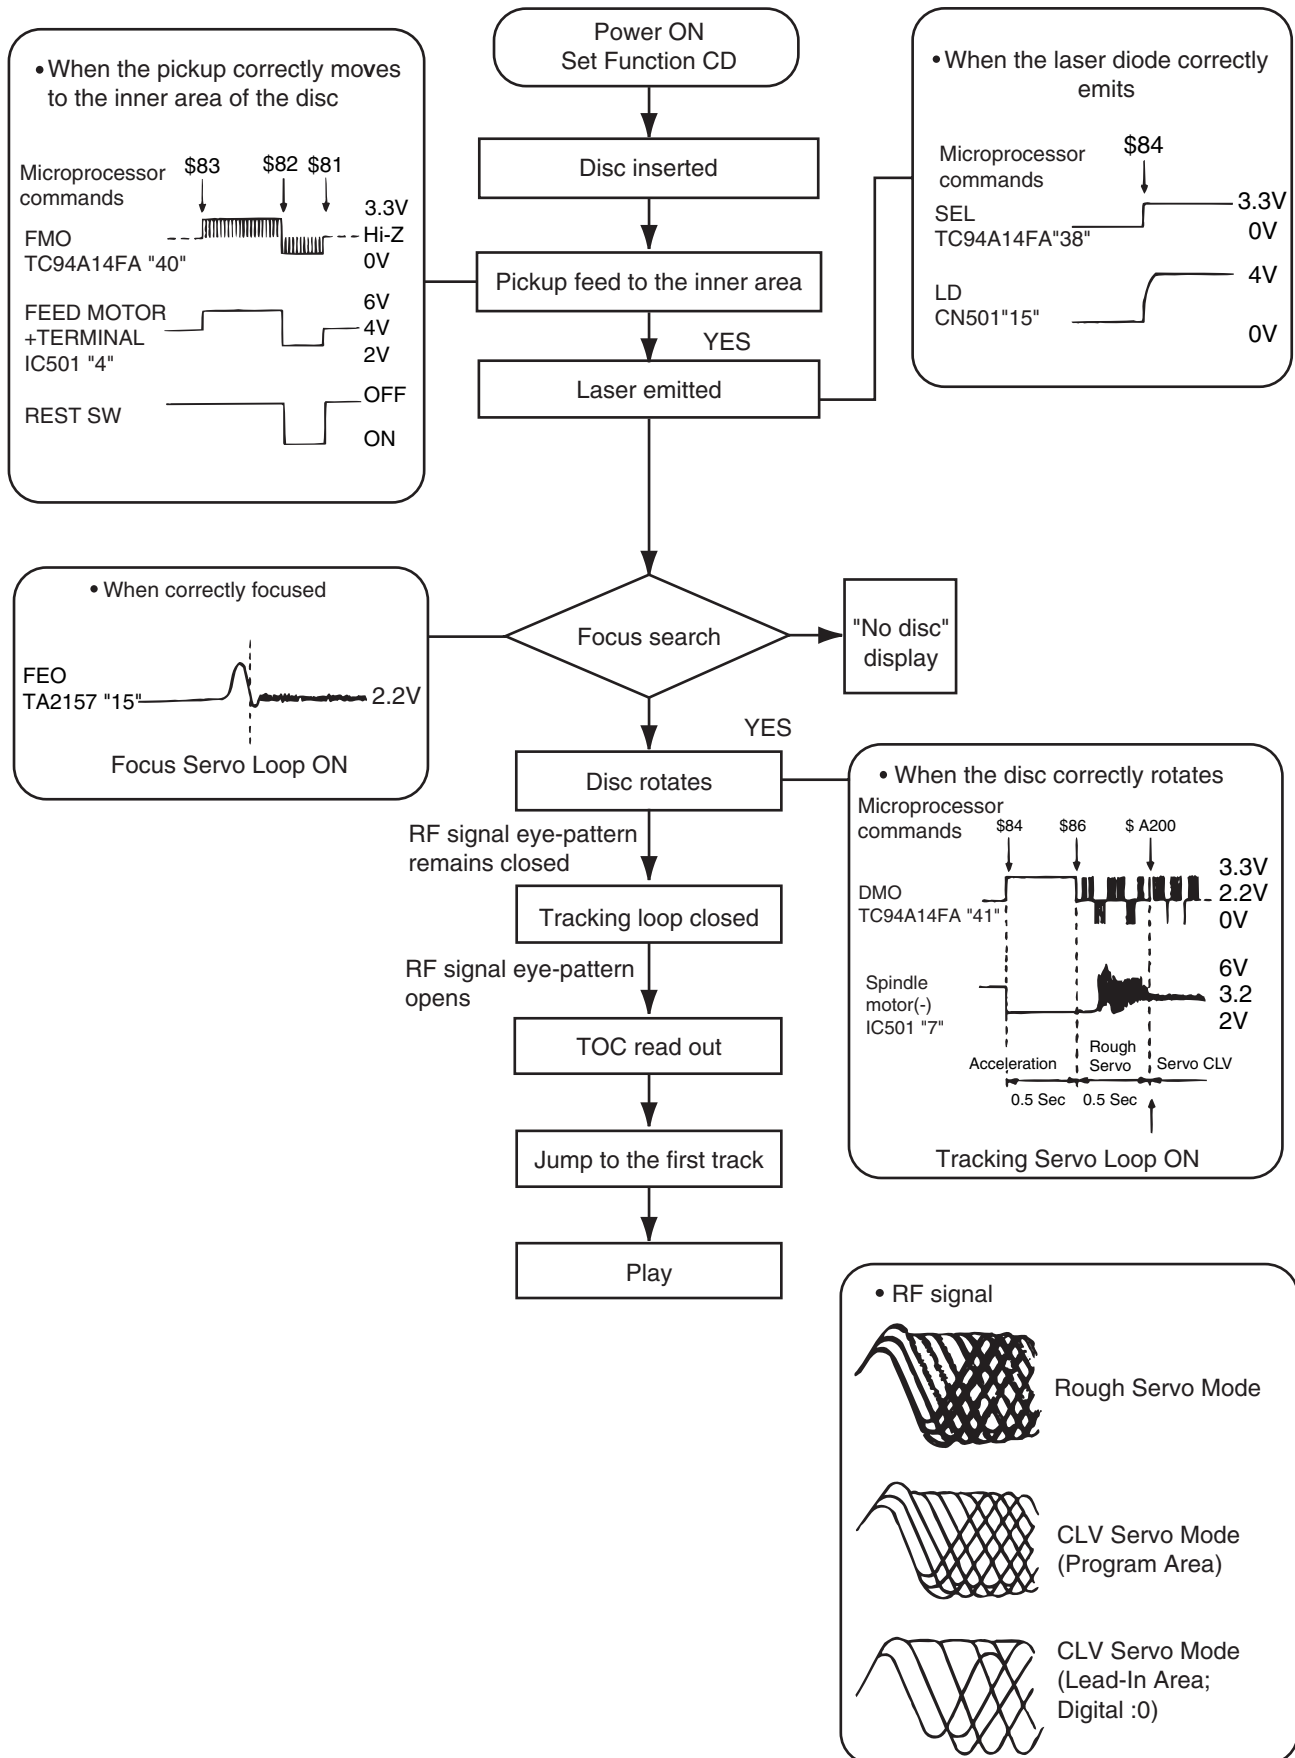 Power ON
Set Function CD
• When the pickup correctly moves
to the inner area of the disc
Microprocessor
commands
$83
$82
$81
FMO
TC94A14FA "40"
3.3V
Hi-Z
0V
FEED MOTOR
+TERMINAL
IC501 "4"
6V
4V
2V
REST SW
OFF
ON
• When the laser diode correctly
emits
Microprocessor
commands
$84
SEL
TC94A14FA"38"
3.3V
0V
LD
CN501"15"
4V
0V
Disc inserted
Pickup feed to the inner area
YES
Laser emitted
• When correctly focused
FEO
TA2157 "15"
2.2V
Focus Servo Loop ON
Focus search
"No disc"
display
YES
Disc rotates
RF signal eye-pattern
remains closed
Tracking loop closed
RF signal eye-pattern
opens
TOC read out
Jump to the first track
Play
• When the disc correctly rotates
Microprocessor
commands
$84
$86
$ A200
DMO
TC94A14FA "41"
3.3V
2.2V
0V
Spindle
motor(-)
IC501 "7"
6V
3.2
2V
Acceleration
Rough
Servo
Servo CLV
0.5 Sec
0.5 Sec
Tracking Servo Loop ON
• RF signal
Rough Servo Mode
CLV Servo Mode
(Program Area)
CLV Servo Mode
(Lead-In Area;
Digital :0)